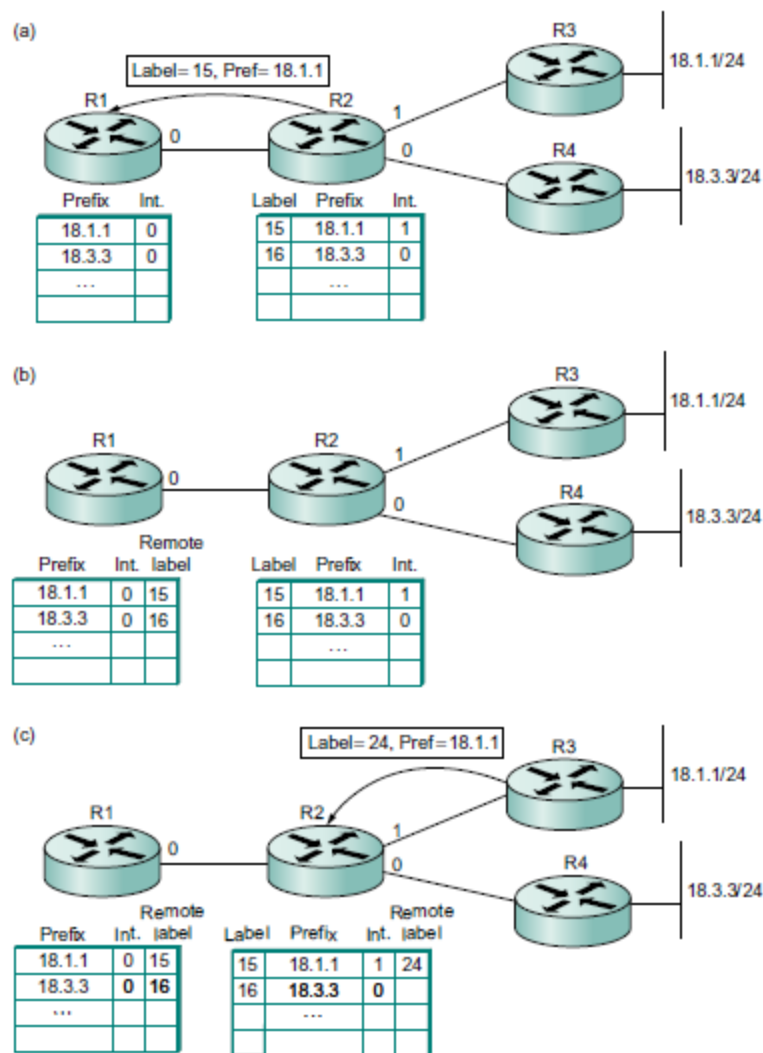 (a)
R3
18.1.1/24
Label= 15, Pref= 18.1.1
R1
R2
1
0
0
R4
18.3.3/24
Prefix Int.
18.1.1 0
18.3.3 0
...
Label Prefix Int.
15 18.1.1 1
16 18.3.3 0
...
(b)
R3
18.1.1/24
R1
R2
1
0
0
R4
18.3.3/24
Remote
Prefix Int. label
18.1.1 0 15
18.3.3 0 16
...
Label Prefix Int.
15 18.1.1 1
16 18.3.3 0
...
(c)
Label= 24, Pref=18.1.1
R3
18.1.1/24
R1
R2
1
0
0
R4
18.3.3/24
Remote
Prefix Int. label
18.1.1 0 15
18.3.3 0 16
...
Remote
Label Prefix Int. label
15 18.1.1 1 24
16 18.3.3 0
...